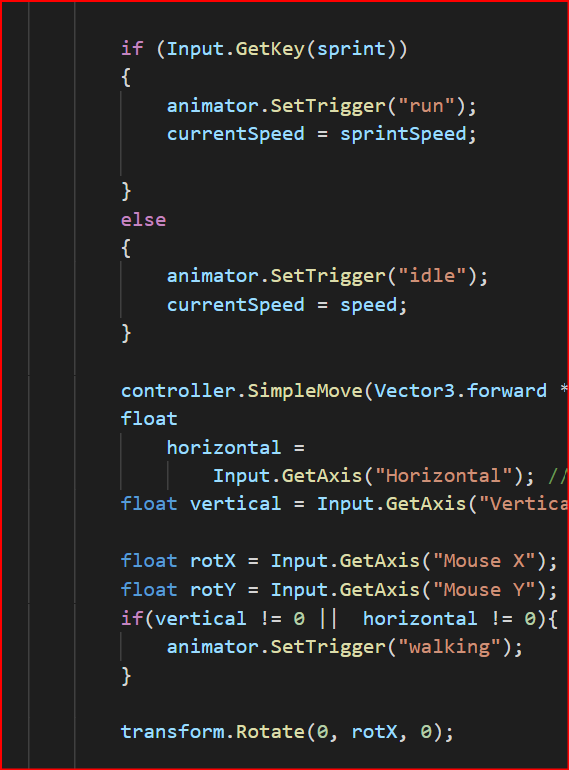 if (Input.GetKey(sprint))
{
animator.SetTrigger("run");
currentSpeed = sprintSpeed;
}
else
{
animator.SetTrigger("idle");
currentSpeed = speed;
}
controller.SimpleMove(Vector3.forward *
float
horizontal =
Input.GetAxis("Horizontal"); //
float vertical = Input.GetAxis("Vertica
float rotX = Input.GetAxis("Mouse X");
float rotY = Input.GetAxis("Mouse Y");
if(vertical != 0 ||  horizontal != 0){
animator.SetTrigger("walking");
}
transform.Rotate(0, rotX, 0);